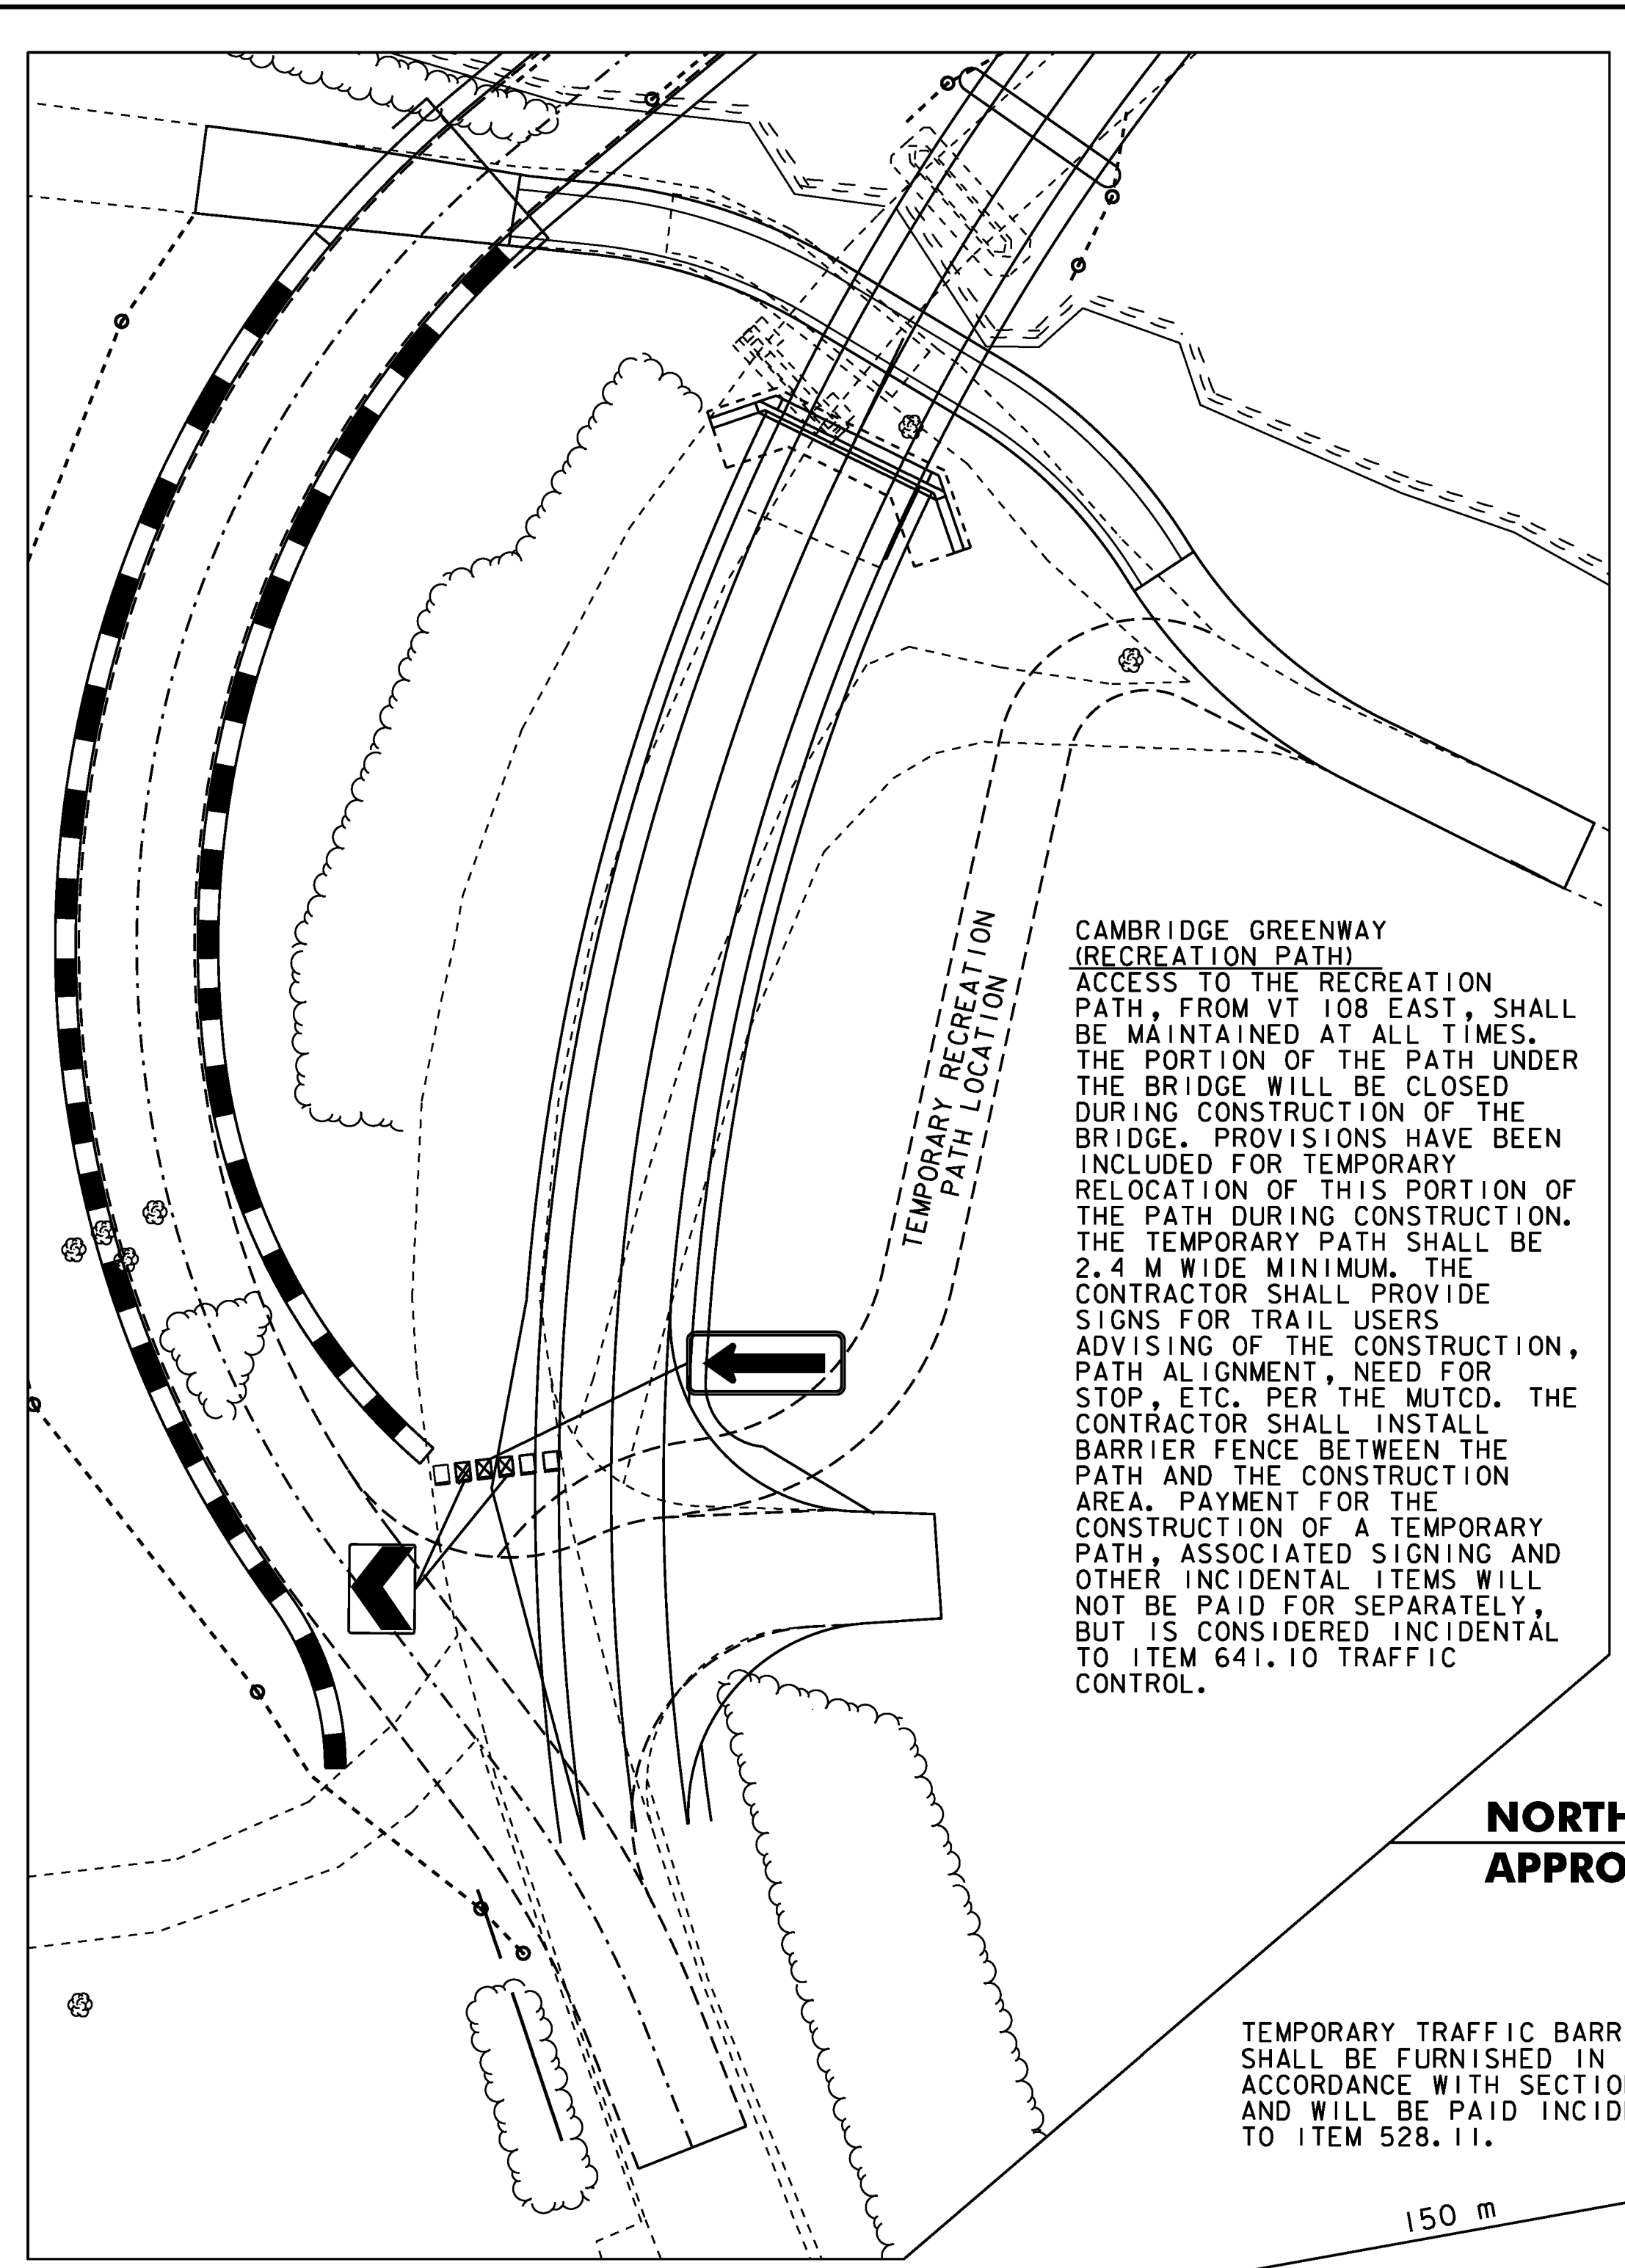 CAMBRIDGE GREENWAY
(RECREATION PATH)
ACCESS TO THE RECREATION
PATH, FROM VT 108 EAST, SHALL
BE MAINTAINED AT ALL TIMES.
THE PORTION OF THE PATH UNDER
THE BRIDGE WILL BE CLOSED
DURING CONSTRUCTION OF THE
BRIDGE. PROVISIONS HAVE BEEN
INCLUDED FOR TEMPORARY
RELOCATION OF THIS PORTION OF
THE PATH DURING CONSTRUCTION.
THE TEMPORARY PATH SHALL BE
2.4 M WIDE MINIMUM. THE
CONTRACTOR SHALL PROVIDE
SIGNS FOR TRAIL USERS
ADVISING OF THE CONSTRUCTION,
PATH ALIGNMENT, NEED FOR
STOP, ETC. PER THE MUTCD. THE
CONTRACTOR SHALL INSTALL
BARRIER FENCE BETWEEN THE
PATH AND THE CONSTRUCTION
AREA. PAYMENT FOR THE
CONSTRUCTION OF A TEMPORARY
PATH, ASSOCIATED SIGNING AND
OTHER INCIDENTAL ITEMS WILL
NOT BE PAID FOR SEPARATELY,
BUT IS CONSIDERED INCIDENTAL
TO ITEM 641.10 TRAFFIC
CONTROL.
TEMPORARY RECREATION
PATH LOCATION
NORTH
APPRO
TEMPORARY TRAFFIC BARR
SHALL BE FURNISHED IN
ACCORDANCE WITH SECTIO
AND WILL BE PAID INCID
TO ITEM 528.11.
150 m